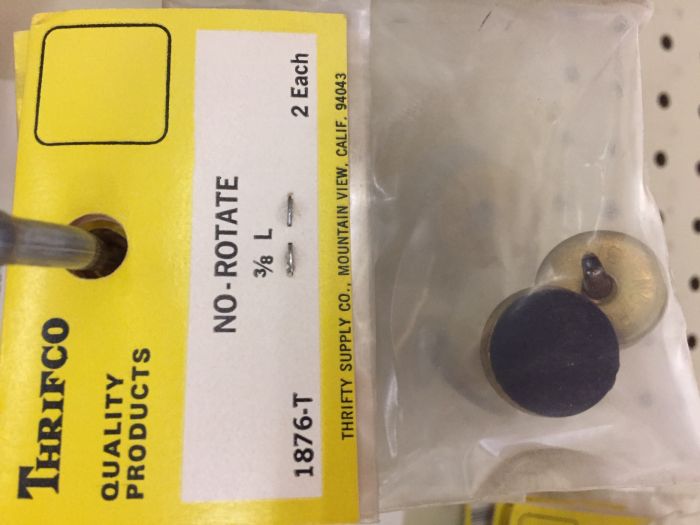 THRIFCO
QUALITY
PRODUCTS
NO-ROTATE
3/8 L
1876-T 2 Each
THRIFTY SUPPLY CO., MOUNTAIN VIEW, CALIF. 94043